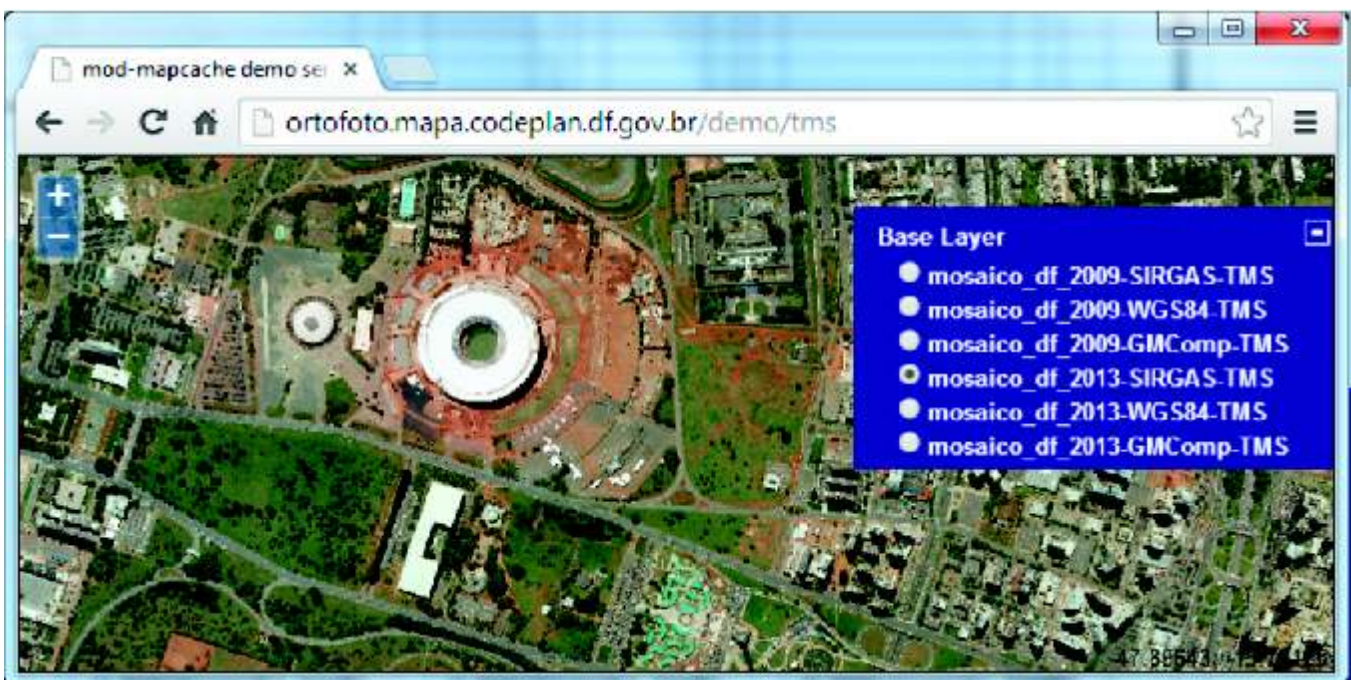 mod-mapcache demo se
ortofoto.mapa.codeplan.df.gov.br/demo/tms
Base Layer
mosaico_df_2009-SIRGAS-TMS
mosaico_df_2009-WGS84-TMS
mosaico_df_2009-GMComp-TMS
mosaico_df_2013-SIRGAS-TMS
mosaico_df_2013-WGS84-TMS
mosaico_df_2013-GMComp-TMS